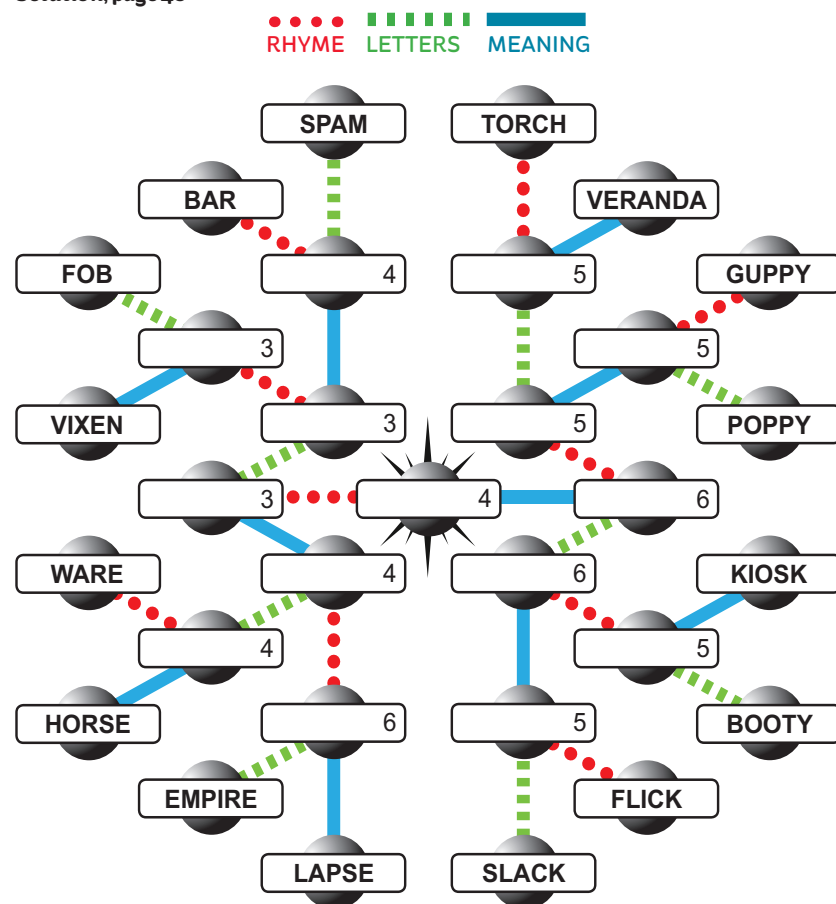 RHYME LETTERS MEANING
SPAM TORCH
BAR VERANDA
FOB 4 5 GUPPY
3 5
VIXEN 3 5 POPPY
3 4 6
WARE 4 6 KIOSK
4 5
HORSE 6 5 BOOTY
EMPIRE FLICK
LAPSE SLACK